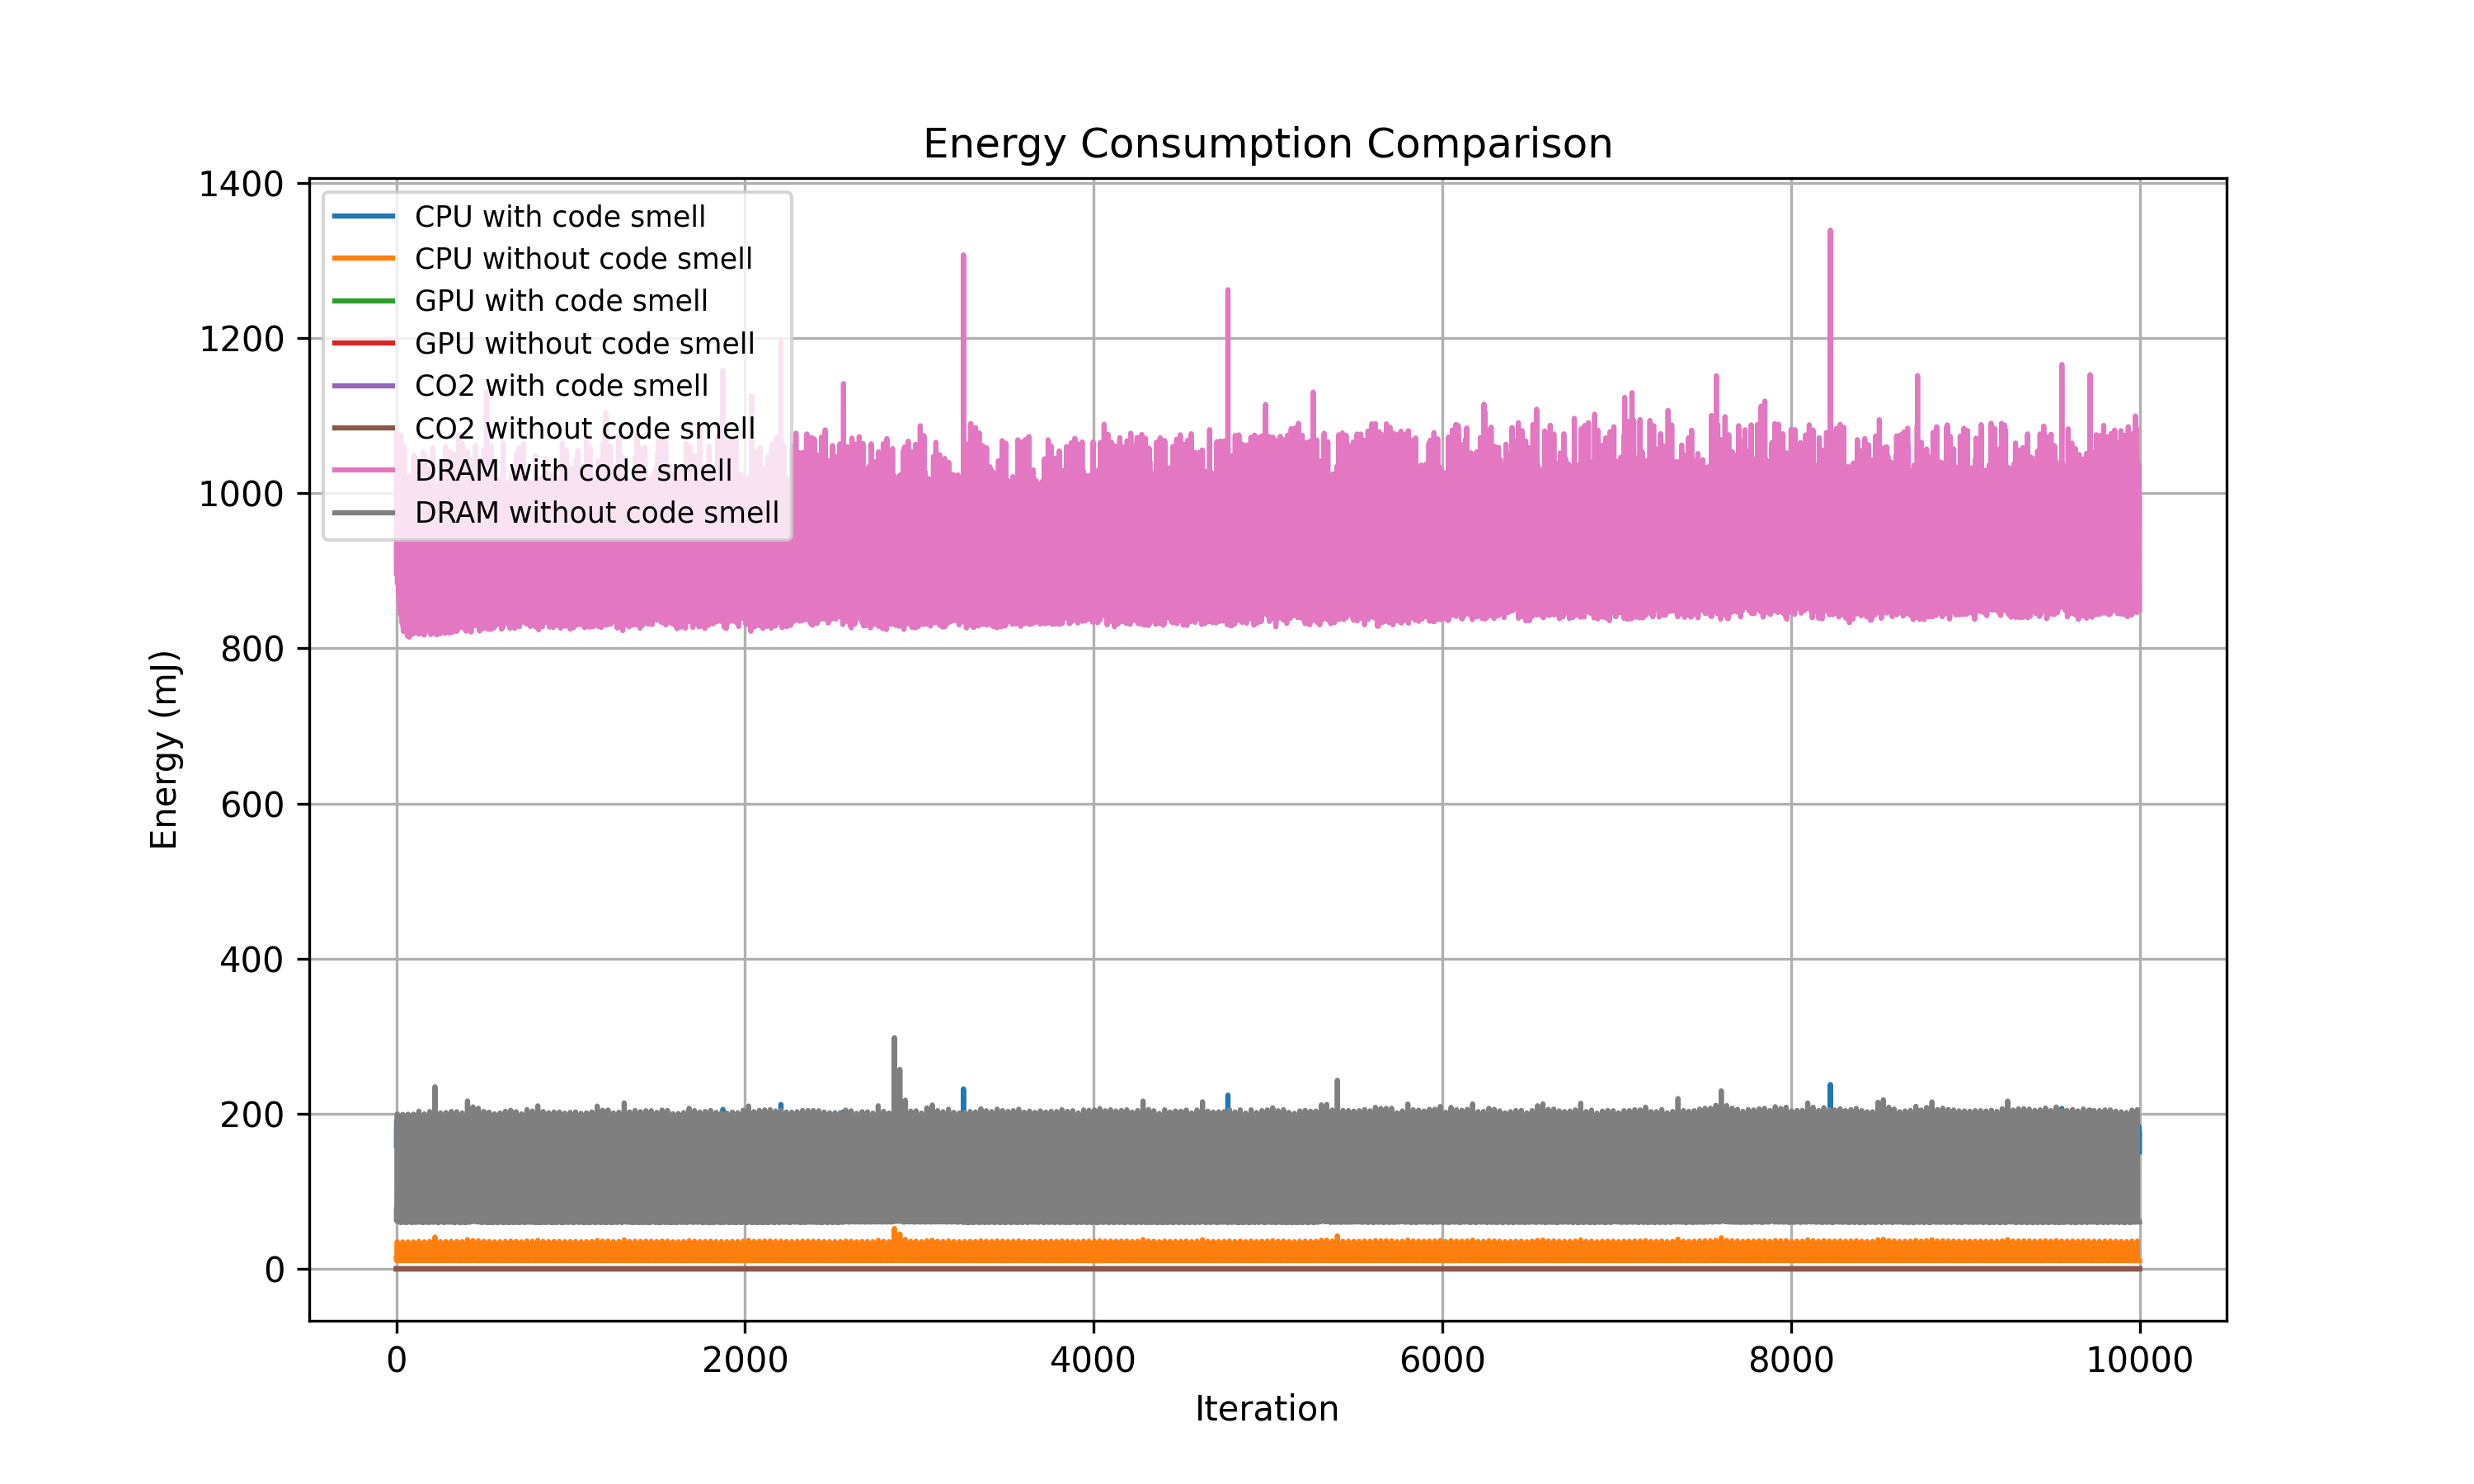 Energy Consumption Comparison
1400
1200
1000
800
600
400
200
0
Energy (mJ)
CPU with code smell
CPU without code smell
GPU with code smell
GPU without code smell
CO2 with code smell
CO2 without code smell
DRAM with code smell
DRAM without code smell
0 2000 4000 6000 8000 10000
Iteration